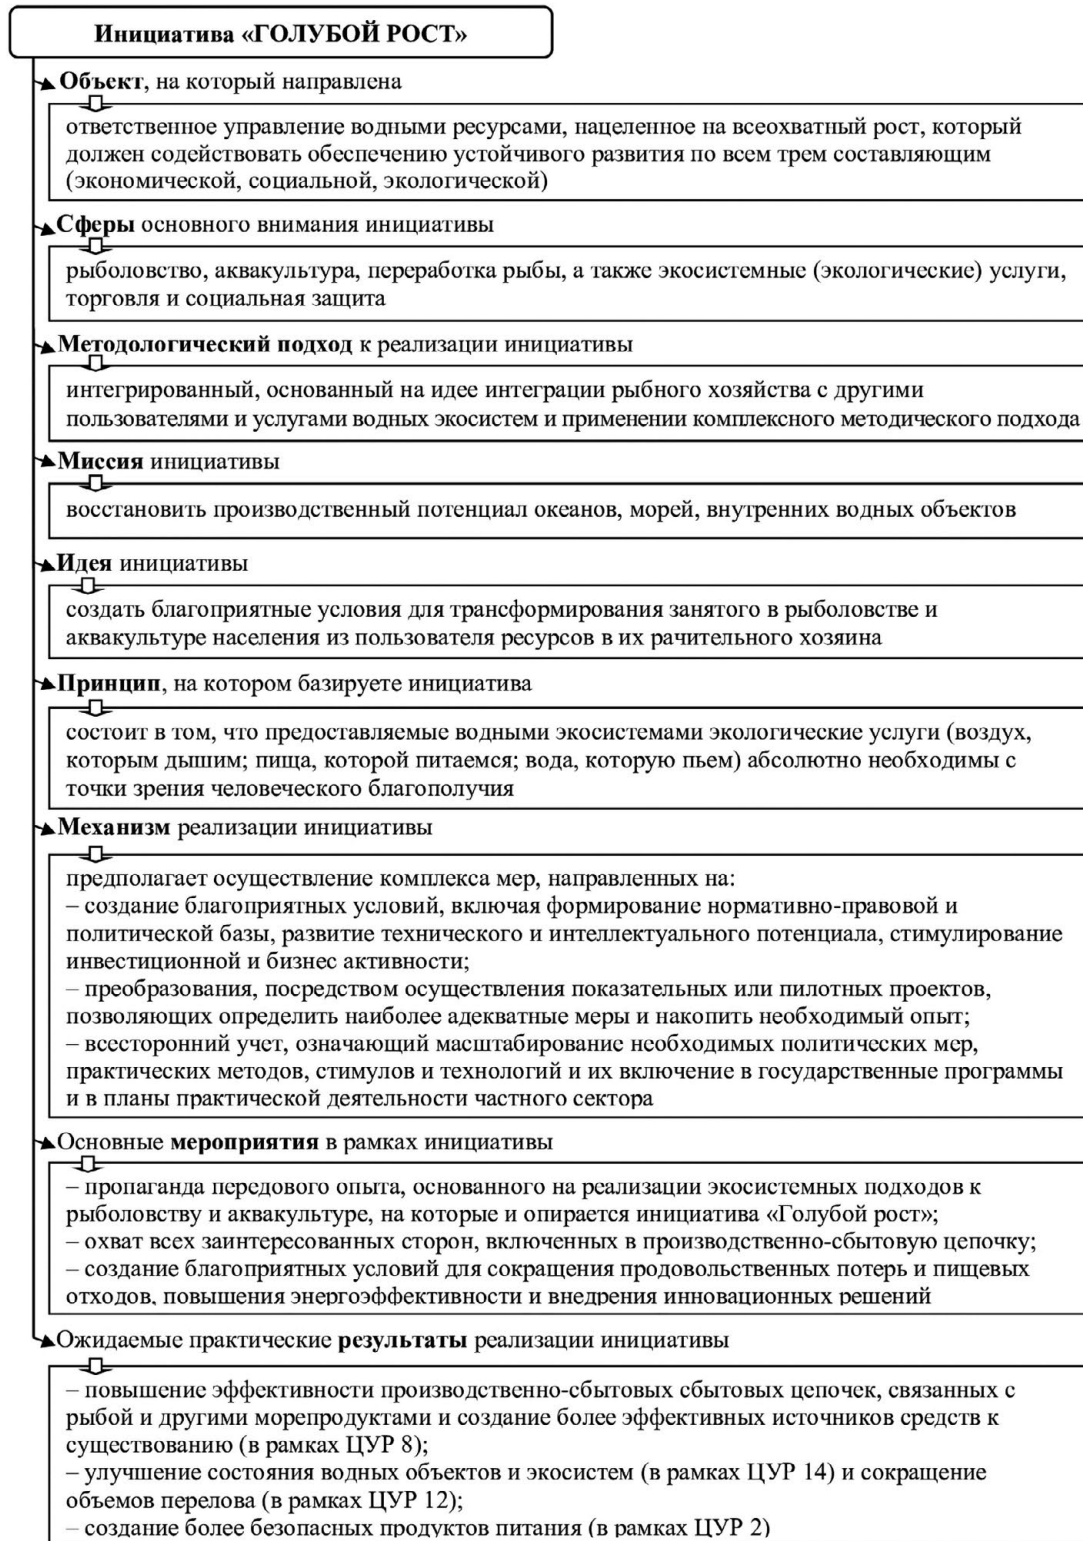 Инициатива «ГОЛУБОЙ РОСТ»
Объект, на который направлена
ответственное управление водными ресурсами, нацеленное на всеохватный рост, который
должен содействовать обеспечению устойчивого развития по всем трем составляющим
(экономической, социальной, экологической)
Сферы основного внимания инициативы
рыболовство, аквакультура, переработка рыбы, а также экосистемные (экологические) услуги,
торговля и социальная защита
Методологический подход к реализации инициативы
интегрированный, основанный на идее интеграции рыбного хозяйства с другими
пользователями и услугами водных экосистем и применении комплексного методического подхода
Миссия инициативы
восстановить производственный потенциал океанов, морей, внутренних водных объектов
Идея инициативы
создать благоприятные условия для трансформирования занятого в рыболовстве и
аквакультуре населения из пользователя ресурсов в их рачительного хозяина
Принцип, на котором базируете инициатива
состоит в том, что предоставляемые водными экосистемами экологические услуги (воздух,
которым дышим; пища, которой питаемся; вода, которую пьем) абсолютно необходимы с
точки зрения человеческого благополучия
Механизм реализации инициативы
предполагает осуществление комплекса мер, направленных на:
– создание благоприятных условий, включая формирование нормативно-правовой и
политической базы, развитие технического и интеллектуального потенциала, стимулирование
инвестиционной и бизнес активности;
– преобразования, посредством осуществления показательных или пилотных проектов,
позволяющих определить наиболее адекватные меры и накопить необходимый опыт;
– всесторонний учет, означающий масштабирование необходимых политических мер,
практических методов, стимулов и технологий и их включение в государственные программы
и в планы практической деятельности частного сектора
Основные мероприятия в рамках инициативы
– пропаганда передового опыта, основанного на реализации экосистемных подходов к
рыболовству и аквакультуре, на которые и опирается инициатива «Голубой рост»;
– охват всех заинтересованных сторон, включенных в производственно-сбытовую цепочку;
– создание благоприятных условий для сокращения продовольственных потерь и пищевых
отходов, повышения энергоэффективности и внедрения инновационных решений
Ожидаемые практические результаты реализации инициативы
– повышение эффективности производственно-сбытовых сбытовых цепочек, связанных с
рыбой и другими морепродуктами и создание более эффективных источников средств к
существованию (в рамках ЦУР 8);
– улучшение состояния водных объектов и экосистем (в рамках ЦУР 14) и сокращение
объемов перелова (в рамках ЦУР 12);
– создание более безопасных продуктов питания (в рамках ЦУР 2)